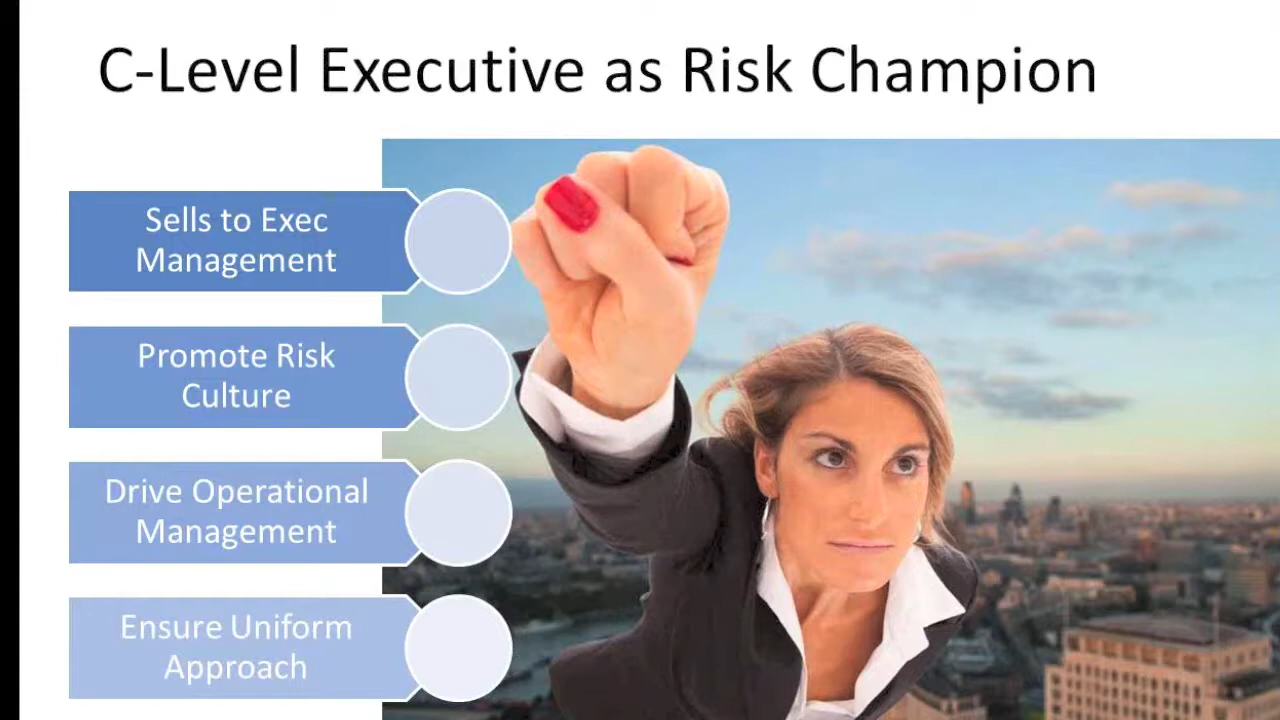 C-Level Executive as Risk Champion
Sells to Exec
Management
Promote Risk
Culture
Drive Operational
Management
Ensure Uniform
Approach